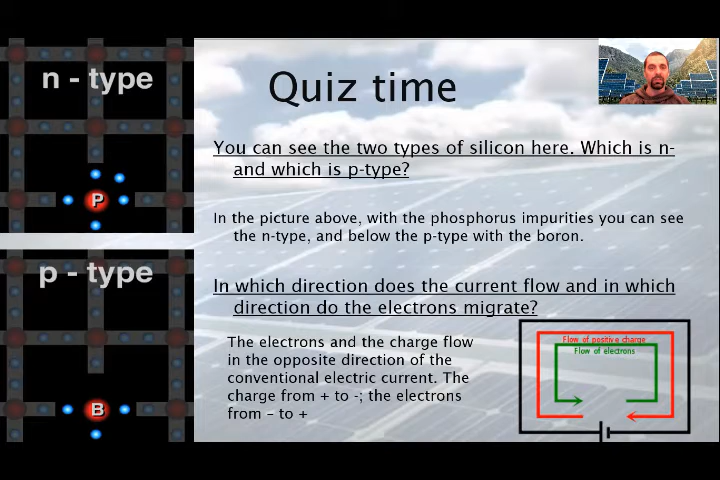 n - type
P
p - type
B
Quiz time
You can see the two types of silicon here. Which is n-
and which is p-type?
In the picture above, with the phosphorus impurities you can see
the n-type, and below the p-type with the boron.
In which direction does the current flow and in which
direction do the electrons migrate?
The electrons and the charge flow
in the opposite direction of the
conventional electric current. The
charge from + to -; the electrons
from – to +
Flow of positive charge
Flow of electrons